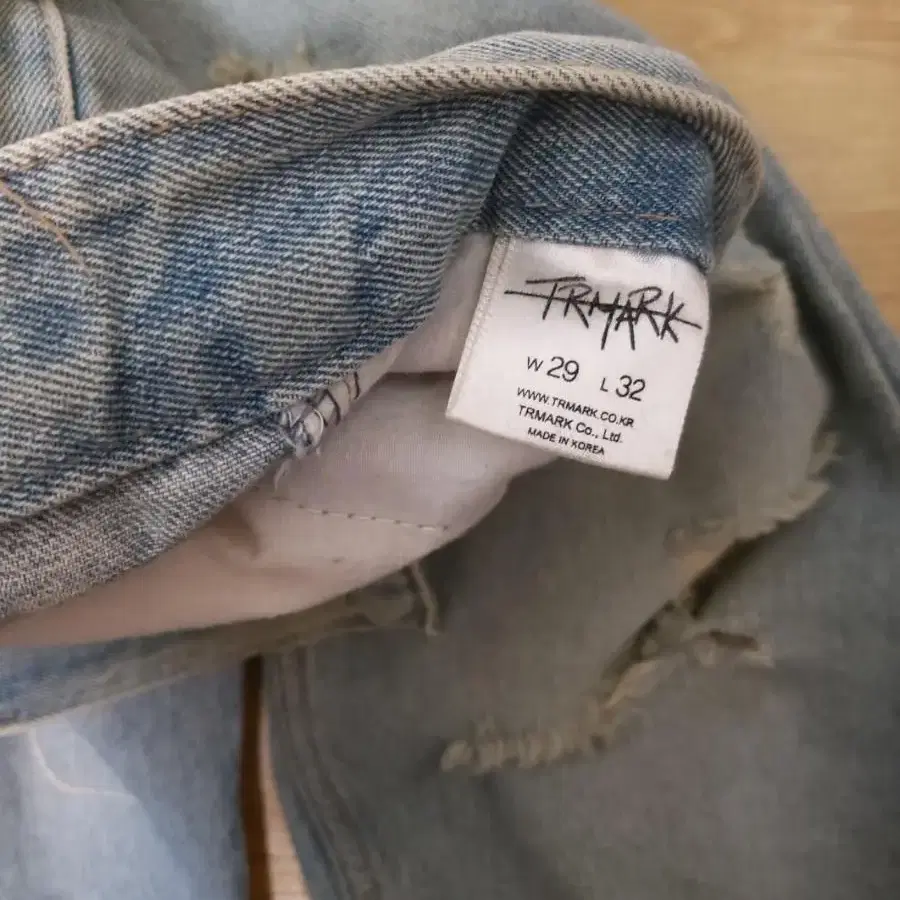 TRMARK
W 29 L 32
WWW.TRMARK.CO.KR
TRMARK Co., Ltd.
MADE IN KOREA